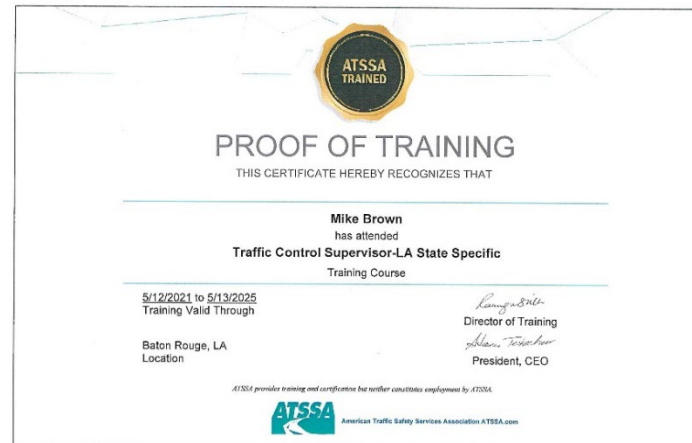 ATSSA
TRAINED
PROOF OF TRAINING
THIS CERTIFICATE HEREBY RECOGNIZES THAT
Mike Brown
has attended
Traffic Control Supervisor-LA State Specific
Training Course
5/12/2021 to 5/13/2025
Training Valid Through
Director of Training
Baton Rouge, LA
Location
President, CEO
ATSSA provides training and certification but neither constitutes employment by ATSSA.
ATSSA American Traffic Safety Services Association ATSSA.com